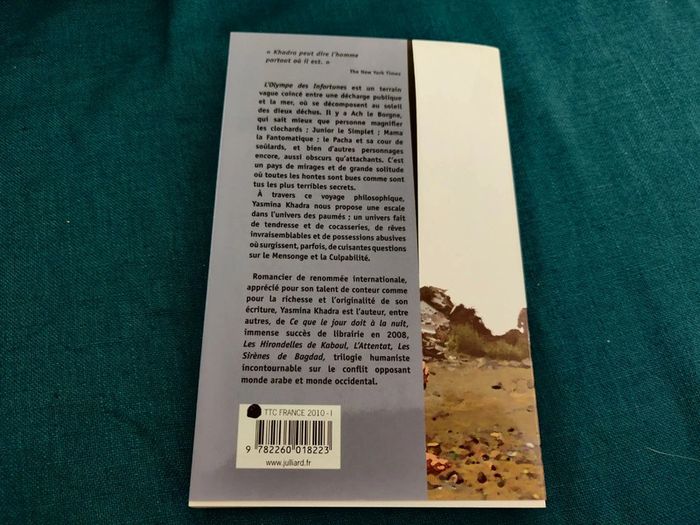 « Khadra peut dire l'homme
partout où il est. »
The New York Times
L'Olympe des Infortunes est un terrain
vague coincé entre une décharge publique
et la mer, où se décomposent au soleil
des dieux déchus. Il y a Ach le Borgne,
qui sait mieux que personne magnifier
les clochards ; Junior le Simplet ; Mama
la Fantomatique ; le Pacha et sa cour de
soûlards, et bien d'autres personnages
encore, aussi obscurs qu'attachants. C'est
un pays de mirages et de grande solitude
où toutes les hontes sont bues comme sont
tus les plus terribles secrets.
À travers ce voyage philosophique,
Yasmina Khadra nous propose une escale
dans l'univers des paumés ; un univers fait
de tendresse et de cocasseries, de rêves
invraisemblables et de possessions abusives
où surgissent, parfois, de cuisantes questions
sur le Mensonge et la Culpabilité.
Romancier de renommée internationale,
apprécié pour son talent de conteur comme
pour la richesse et l'originalité de son
écriture, Yasmina Khadra est l'auteur, entre
autres, de Ce que le jour doit à la nuit,
immense succès de librairie en 2008,
Les Hirondelles de Kaboul, L'Attentat, Les
Sirènes de Bagdad, trilogie humaniste
incontournable sur le conflit opposant
monde arabe et monde occidental.
TTC FRANCE 2010-I
9 782260 018223
www.julliard.fr